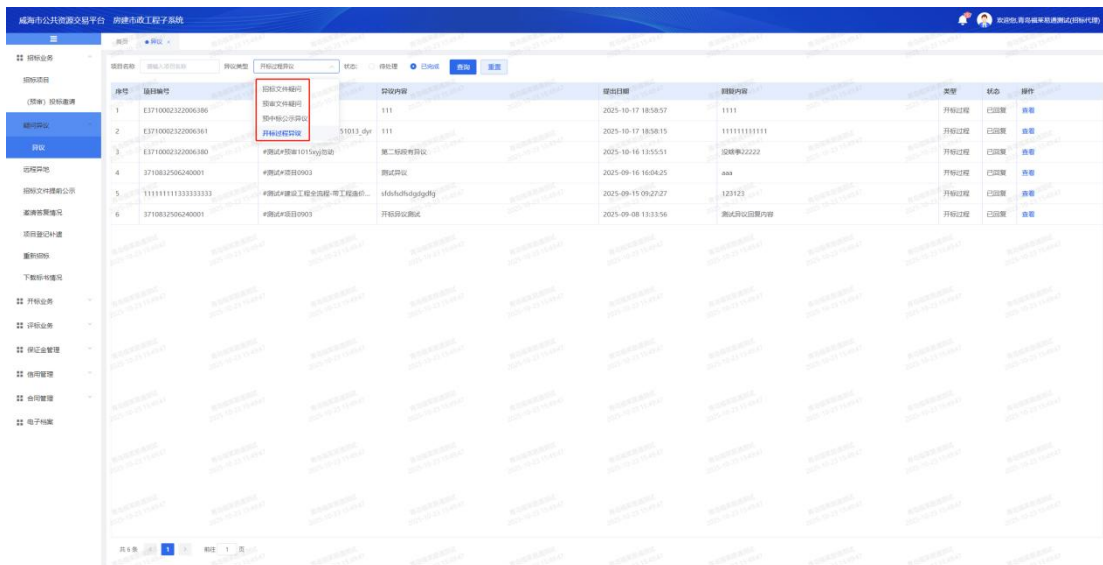 威海市公共资源交易平台 房建市政工程子系统
欢迎您,青岛福莱易通测试(招标代理)
首页 异议
招标业务
招标项目
(预审)投标邀请
疑问异议
异议
远程异地
招标文件提前公示
邀请答复情况
项目登记补遗
重新招标
下载标书情况
开标业务
评标业务
保证金管理
信用管理
合同管理
电子档案
项目名称 请输入项目名称 异议类型 开标过程异议 状态: 待处理 已完成 查询 重置
招标文件疑问
预审文件疑问
预中标公示异议
开标过程异议
序号 项目编号 异议内容 提出日期 回复内容 类型 状态 操作
1 E3710002322006386 111 2025-10-17 18:58:57 1111 开标过程 已回复 查看
2 E3710002322006361 51013_dyr 111 2025-10-17 18:58:15 111111111111 开标过程 已回复 查看
3 E3710002322006380 #测试#预审1015xyj勿动 第二标段有异议 2025-10-16 13:55:51 没啥事22222 开标过程 已回复 查看
4 3710832506240001 #测试#项目0903 测试异议 2025-09-16 16:04:25 aaa 开标过程 已回复 查看
5 111111111333333333 #测试#建设工程全流程-带工程造价... sfdsfsdfsdgdgdfg 2025-09-15 09:27:27 123123 开标过程 已回复 查看
6 3710832506240001 #测试#项目0903 开标异议测试 2025-09-08 13:33:56 测试异议回复内容 开标过程 已回复 查看
共 6 条 1 前往 1 页